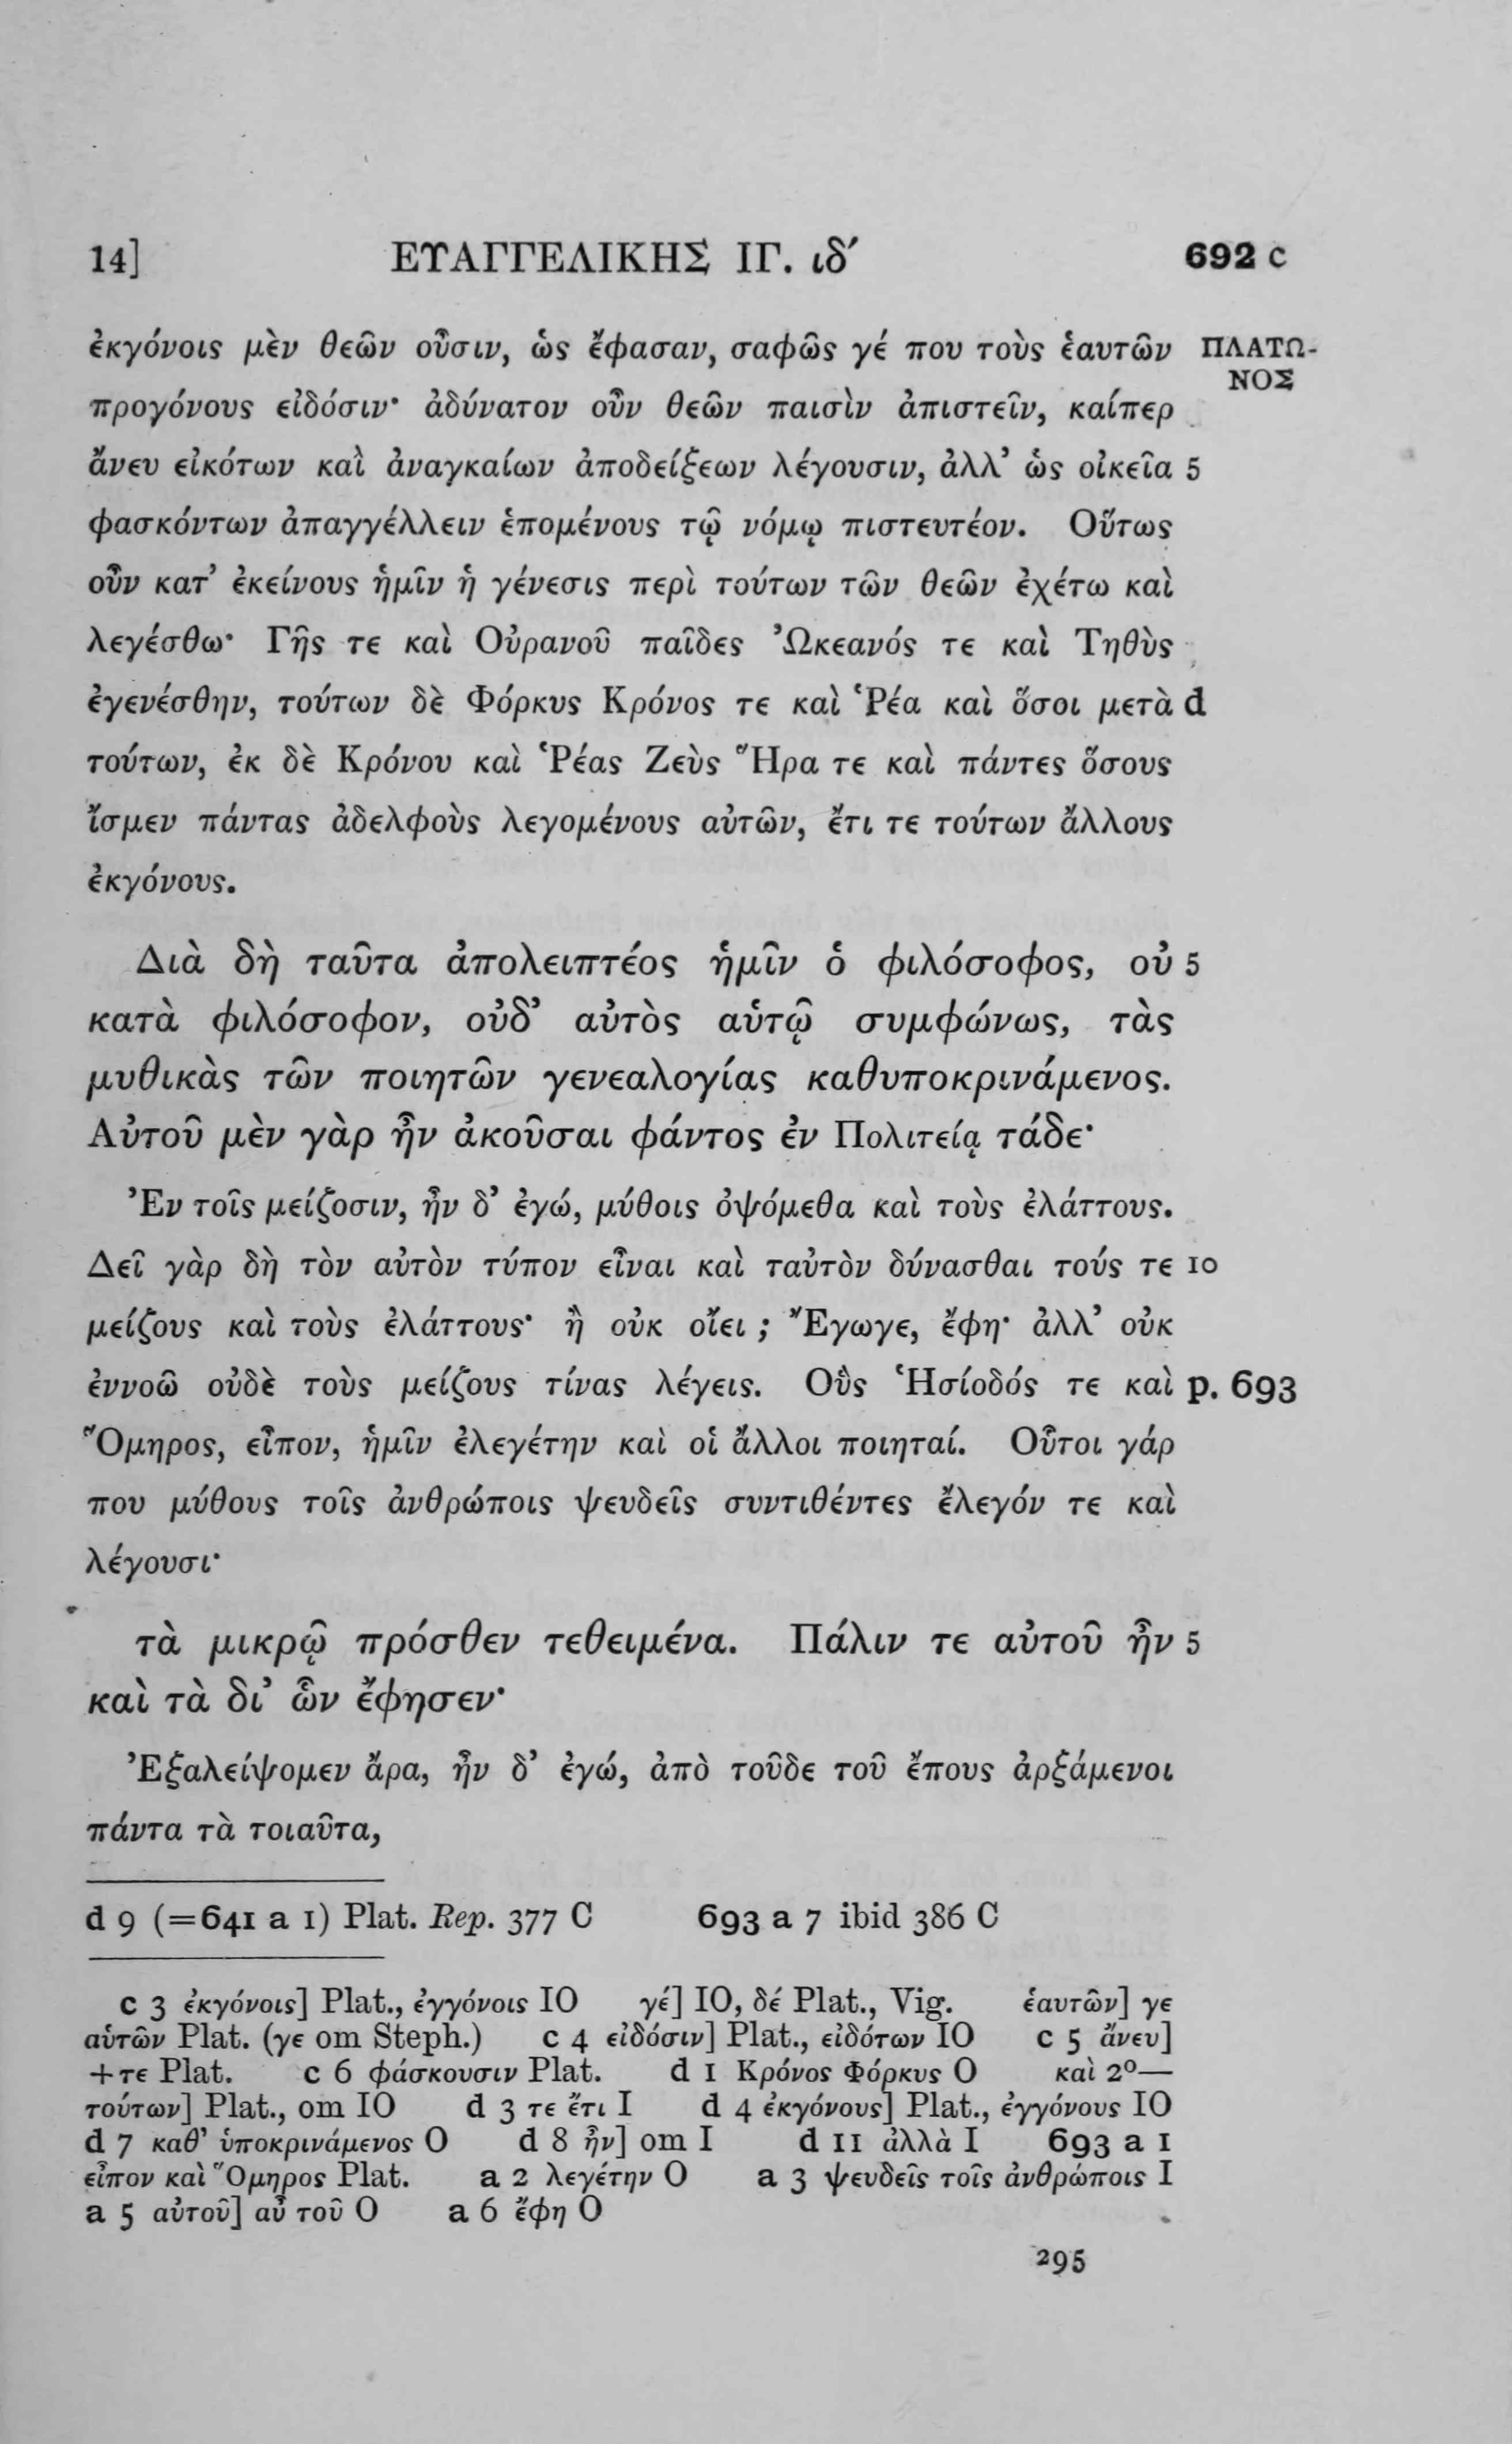 14] ΕΥΑΓΓΕΛΙΚΗΣ ΙΓ. ιδ′ 692 c
ἐκγόνοις μὲν θεῶν οὖσιν, ὡς ἔφασαν, σαφῶς γέ που τοὺς ἑαυτῶν ΠΛΑΤΩ-
ΝΟΣ
προγόνους εἰδόσιν· ἀδύνατον οὖν θεῶν παισὶν ἀπιστεῖν, καίπερ
ἄνευ εἰκότων καὶ ἀναγκαίων ἀποδείξεων λέγουσιν, ἀλλ’ ὡς οἰκεῖα 5
φασκόντων ἀπαγγέλλειν ἑπομένους τῷ νόμῳ πιστευτέον. Οὕτως
οὖν κατ’ ἐκείνους ἡμῖν ἡ γένεσις περὶ τούτων τῶν θεῶν ἐχέτω καὶ
λεγέσθω· Γῆς τε καὶ Οὐρανοῦ παῖδες Ὠκεανός τε καὶ Τηθὺς
ἐγενέσθην, τούτων δὲ Φόρκυς Κρόνος τε καὶ Ῥέα καὶ ὅσοι μετὰ d
τούτων, ἐκ δὲ Κρόνου καὶ Ῥέας Ζεὺς Ἥρα τε καὶ πάντες ὅσους
ἴσμεν πάντας ἀδελφοὺς λεγομένους αὐτῶν, ἔτι τε τούτων ἄλλους
ἐκγόνους.
Διὰ δὴ ταῦτα ἀπολειπτέος ἡμῖν ὁ φιλόσοφος, οὐ 5
κατὰ φιλόσοφον, οὐδ’ αὐτὸς αὑτῷ συμφώνως, τὰς
μυθικὰς τῶν ποιητῶν γενεαλογίας καθυποκρινάμενος.
Αὐτοῦ μὲν γὰρ ἦν ἀκοῦσαι φάντος ἐν Πολιτείᾳ τάδε·
Ἐν τοῖς μείζοσιν, ἦν δ’ ἐγώ, μύθοις ὀψόμεθα καὶ τοὺς ἐλάττους.
Δεῖ γὰρ δὴ τὸν αὐτὸν τύπον εἶναι καὶ ταὐτὸν δύνασθαι τούς τε 10
μείζους καὶ τοὺς ἐλάττους· ἢ οὐκ οἴει ; Ἔγωγε, ἔφη· ἀλλ’ οὐκ
ἐννοῶ οὐδὲ τοὺς μείζους τίνας λέγεις. Οὓς Ἡσίοδός τε καὶ p. 693
Ὅμηρος, εἶπον, ἡμῖν ἐλεγέτην καὶ οἱ ἄλλοι ποιηταί. Οὗτοι γάρ
που μύθους τοῖς ἀνθρώποις ψευδεῖς συντιθέντες ἔλεγόν τε καὶ
λέγουσι·
τὰ μικρῷ πρόσθεν τεθειμένα. Πάλιν τε αὐτοῦ ἦν 5
καὶ τὰ δι’ ὧν ἔφησεν·
Ἐξαλείψομεν ἄρα, ἦν δ’ ἐγώ, ἀπὸ τοῦδε τοῦ ἔπους ἀρξάμενοι
πάντα τὰ τοιαῦτα,
d 9 (=641 a 1) Plat. Rep. 377 C 693 a 7 ibid 386 C
c 3 ἐκγόνοις] Plat., ἐγγόνοις IO γέ] IO, δέ Plat., Vig. ἑαυτῶν] γε
αὑτῶν Plat. (γε om Steph.) c 4 εἰδόσιν] Plat., εἰδότων IO c 5 ἄνευ]
+τε Plat. c 6 φάσκουσιν Plat. d 1 Κρόνος Φόρκυς O καὶ 2⁰—
τούτων] Plat., om IO d 3 τε ἔτι I d 4 ἐκγόνους] Plat., ἐγγόνους IO
d 7 καθ’ ὑποκρινάμενος O d 8 ἦν] om I d 11 ἀλλὰ I 693 a 1
εἶπον καὶ Ὅμηρος Plat. a 2 λεγέτην O a 3 ψευδεῖς τοῖς ἀνθρώποις I
a 5 αὐτοῦ] αὖ τοῦ O a 6 ἔφη O
295